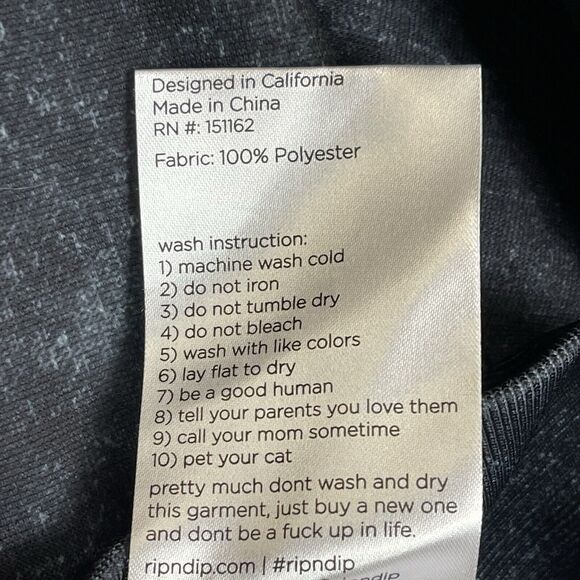 Designed in California
Made in China
RN #: 151162
Fabric: 100% Polyester
wash instruction:
1) machine wash cold
2) do not iron
3) do not tumble dry
4) do not bleach
5) wash with like colors
6) lay flat to dry
7) be a good human
8) tell your parents you love them
9) call your mom sometime
10) pet your cat
pretty much dont wash and dry
this garment, just buy a new one
and dont be a fuck up in life.
ripndip.com | #ripndip
ripndip